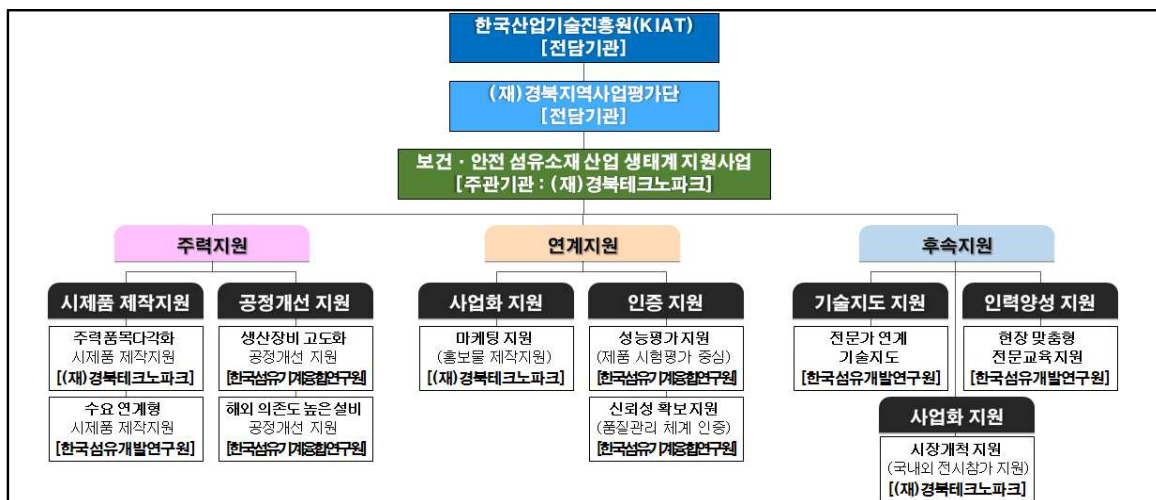 한국산업기술진흥원(KIAT)
[전담기관]
(재)경북지역사업평가단
[전담기관]
보건·안전 섬유소재 산업 생태계 지원사업
[주관기관 : (재)경북테크노파크]
주력지원
시제품 제작지원
주력품목다각화
시제품 제작지원
[(재)경북테크노파크]
수요 연계형
시제품 제작지원
[한국섬유개발연구원]
공정개선 지원
생산장비 고도화
공정개선 지원
[한국섬유기계융합연구원]
해외 의존도 높은 설비
공정개선 지원
[한국섬유기계융합연구원]
연계지원
사업화 지원
마케팅 지원
(홍보물 제작지원)
[(재)경북테크노파크]
인증 지원
성능평가 지원
(제품 시험평가 중심)
[한국섬유기계융합연구원]
신뢰성 확보 지원
(품질관리 체계 인증)
[한국섬유기계융합연구원]
후속지원
기술지도 지원
전문가 연계
기술지도
[한국섬유개발연구원]
인력양성 지원
현장 맞춤형
전문교육 지원
[한국섬유개발연구원]
사업화 지원
시장개척 지원
(국내외 전시참가 지원)
[(재)경북테크노파크]